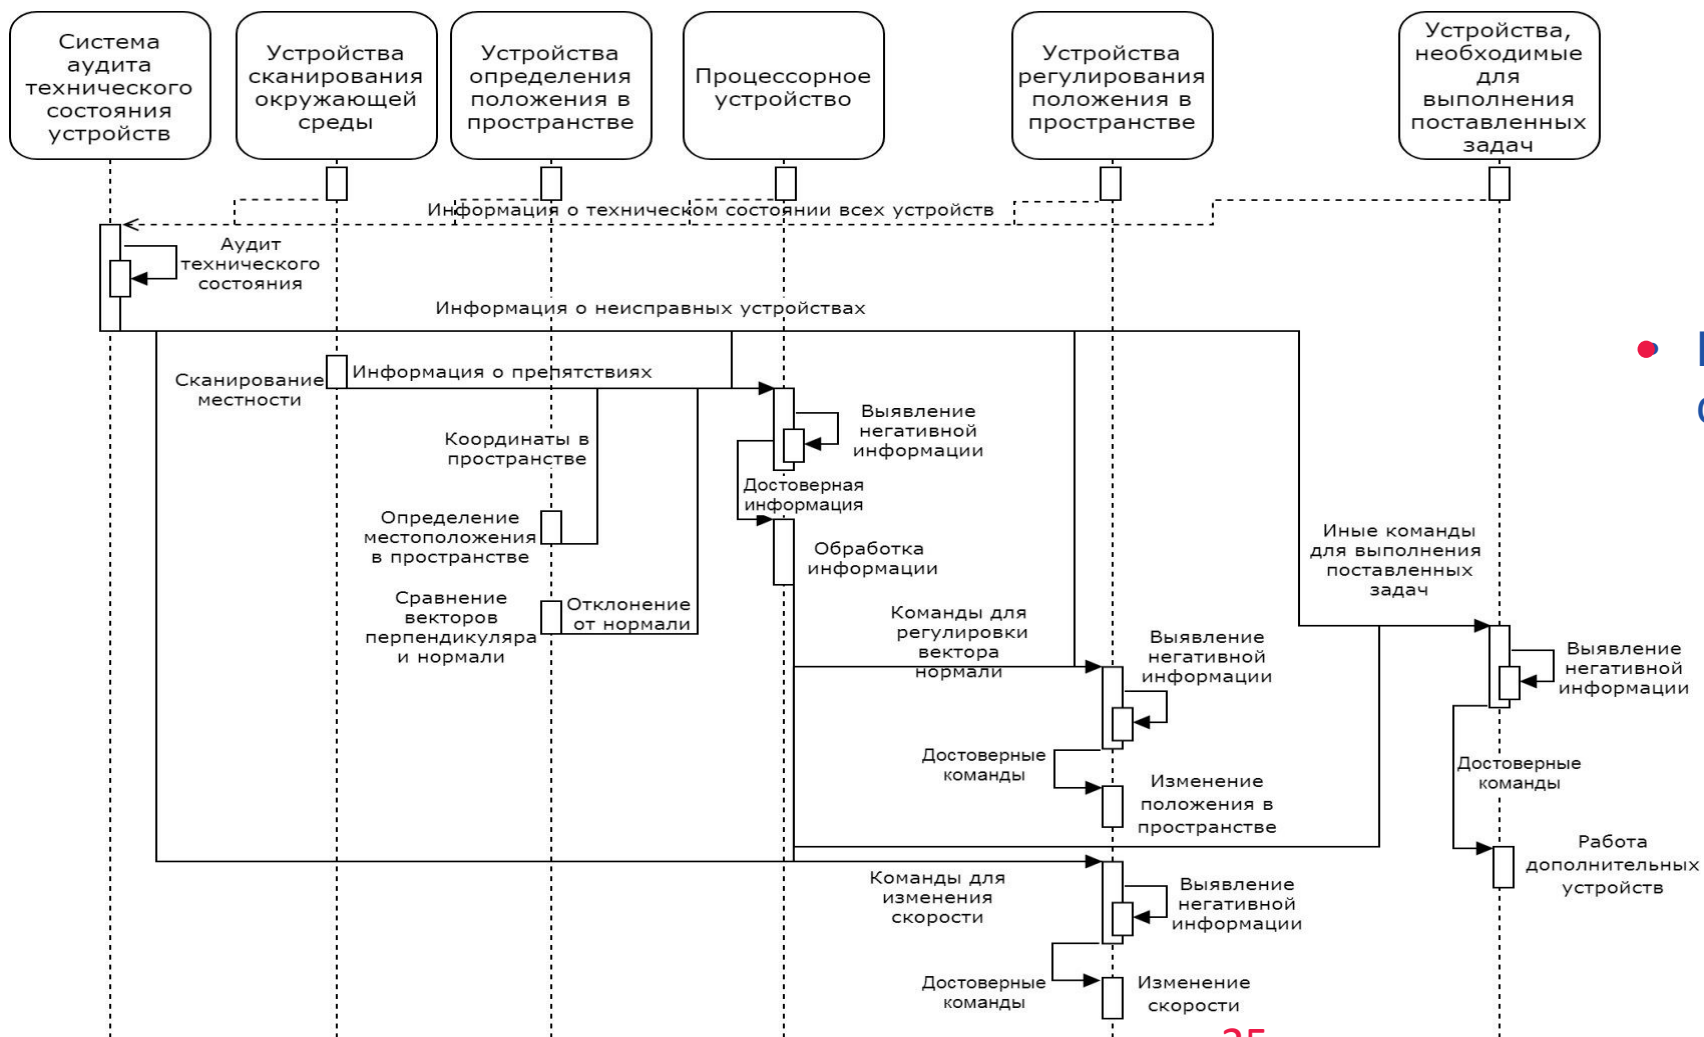 Система
аудита
технического
состояния
устройств
Устройства
сканирования
окружающей
среды
Устройства
определения
положения в
пространстве
Процессорное
устройство
Устройства
регулирования
положения в
пространстве
Устройства,
необходимые
для
выполнения
поставленных
задач
Информация о техническом состоянии всех устройств
Аудит
технического
состояния
Информация о неисправных устройствах
Сканирование
местности
Информация о препятствиях
Выявление
негативной
информации
Координаты в
пространстве
Достоверная
информация
Определение
местоположения
в пространстве
Обработка
информации
Иные команды
для выполнения
поставленных
задач
Сравнение
векторов
перпендикуляра
и нормали
Отклонение
от нормали
Команды для
регулировки
вектора
нормали
Выявление
негативной
информации
Выявление
негативной
информации
Достоверные
команды
Изменение
положения в
пространстве
Достоверные
команды
Работа
дополнительных
устройств
Команды для
изменения
скорости
Выявление
негативной
информации
Достоверные
команды
Изменение
скорости